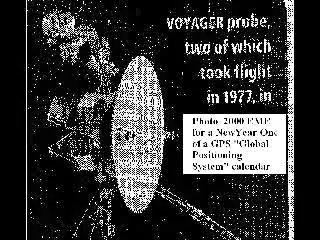 VOYAGER probe,
two of which
took flight
in 1977, in
Photo 2000 EME
for a NewYear One
of a GPS "Global
Positioning
System" calendar